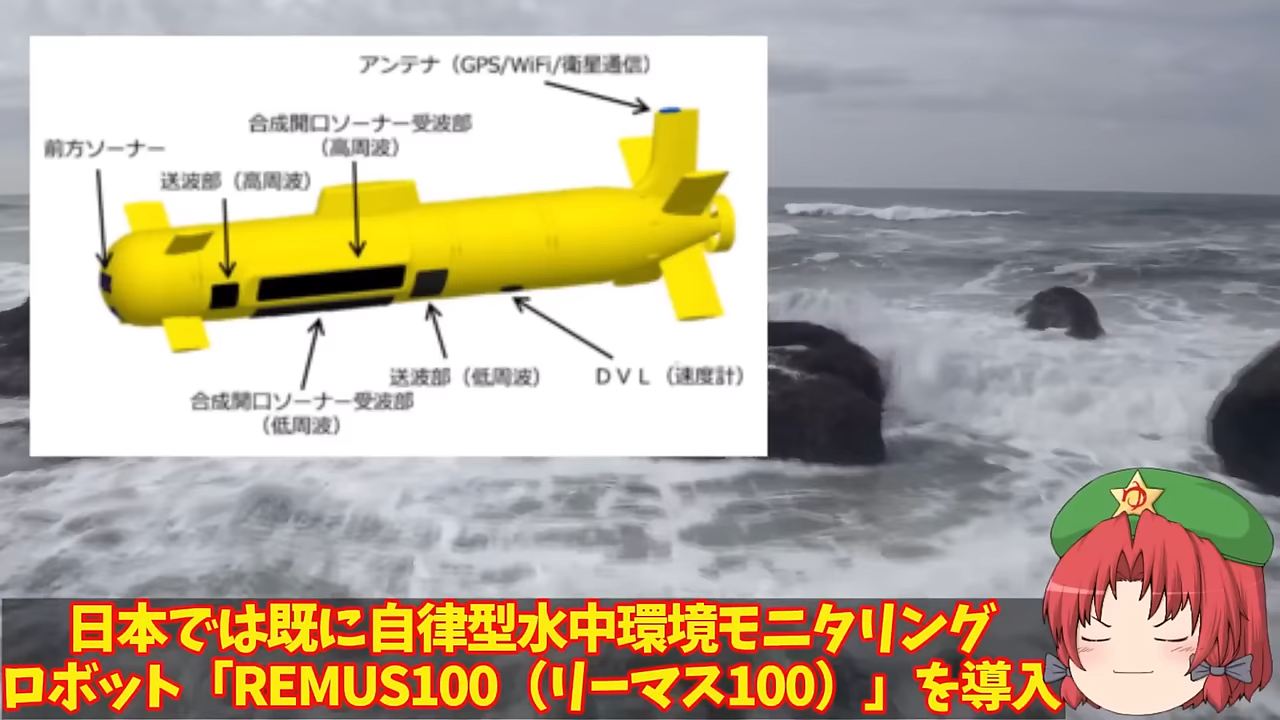 アンテナ（GPS/WiFi/衛星通信）
合成開口ソーナー受波部
（高周波）
前方ソーナー
送波部（高周波）
送波部（低周波）
ＤＶＬ（速度計）
合成開口ソーナー受波部
（低周波）
ゆ
日本では既に自律型水中環境モニタリング
ロボット「REMUS100（リーマス100）」を導入